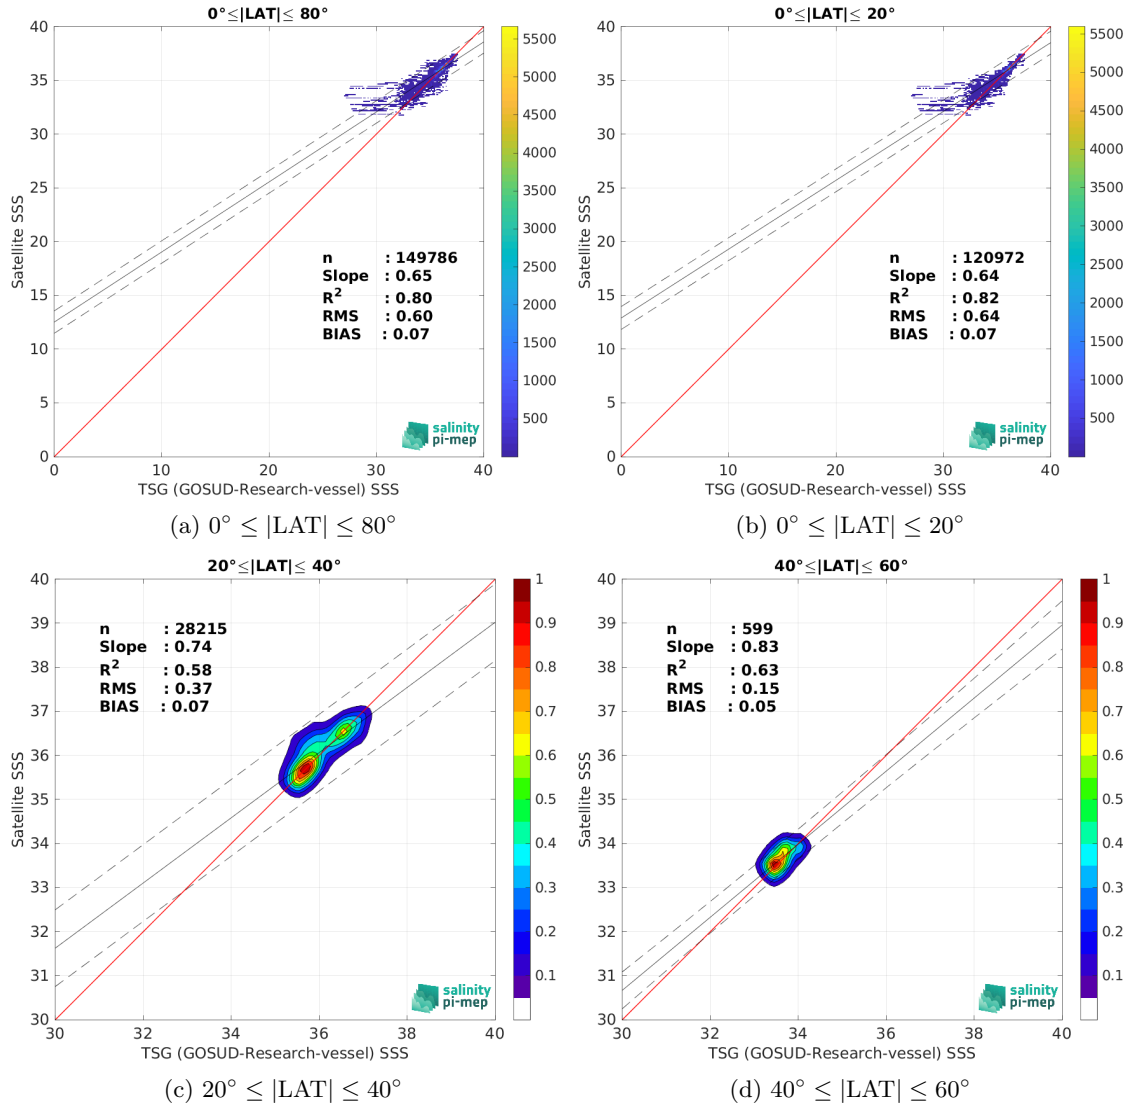 0°≤|LAT|≤ 80°
40
35
30
25
20
15
10
5
0
0
10
20
30
40
Satellite SSS
TSG (GOSUD-Research-vessel) SSS
n : 149786
Slope : 0.65
R² : 0.80
RMS : 0.60
BIAS : 0.07
salinity
pi-mep
5500
5000
4500
4000
3500
3000
2500
2000
1500
1000
500
(a) 0° ≤ |LAT| ≤ 80°
0°≤|LAT|≤ 20°
40
35
30
25
20
15
10
5
0
0
10
20
30
40
Satellite SSS
TSG (GOSUD-Research-vessel) SSS
n : 120972
Slope : 0.64
R² : 0.82
RMS : 0.64
BIAS : 0.07
salinity
pi-mep
5500
5000
4500
4000
3500
3000
2500
2000
1500
1000
500
(b) 0° ≤ |LAT| ≤ 20°
20°≤|LAT|≤ 40°
40
39
38
37
36
35
34
33
32
31
30
30
32
34
36
38
40
Satellite SSS
TSG (GOSUD-Research-vessel) SSS
n : 28215
Slope : 0.74
R² : 0.58
RMS : 0.37
BIAS : 0.07
salinity
pi-mep
1
0.9
0.8
0.7
0.6
0.5
0.4
0.3
0.2
0.1
(c) 20° ≤ |LAT| ≤ 40°
40°≤|LAT|≤ 60°
40
39
38
37
36
35
34
33
32
31
30
30
32
34
36
38
40
Satellite SSS
TSG (GOSUD-Research-vessel) SSS
n : 599
Slope : 0.83
R² : 0.63
RMS : 0.15
BIAS : 0.05
salinity
pi-mep
1
0.9
0.8
0.7
0.6
0.5
0.4
0.3
0.2
0.1
(d) 40° ≤ |LAT| ≤ 60°